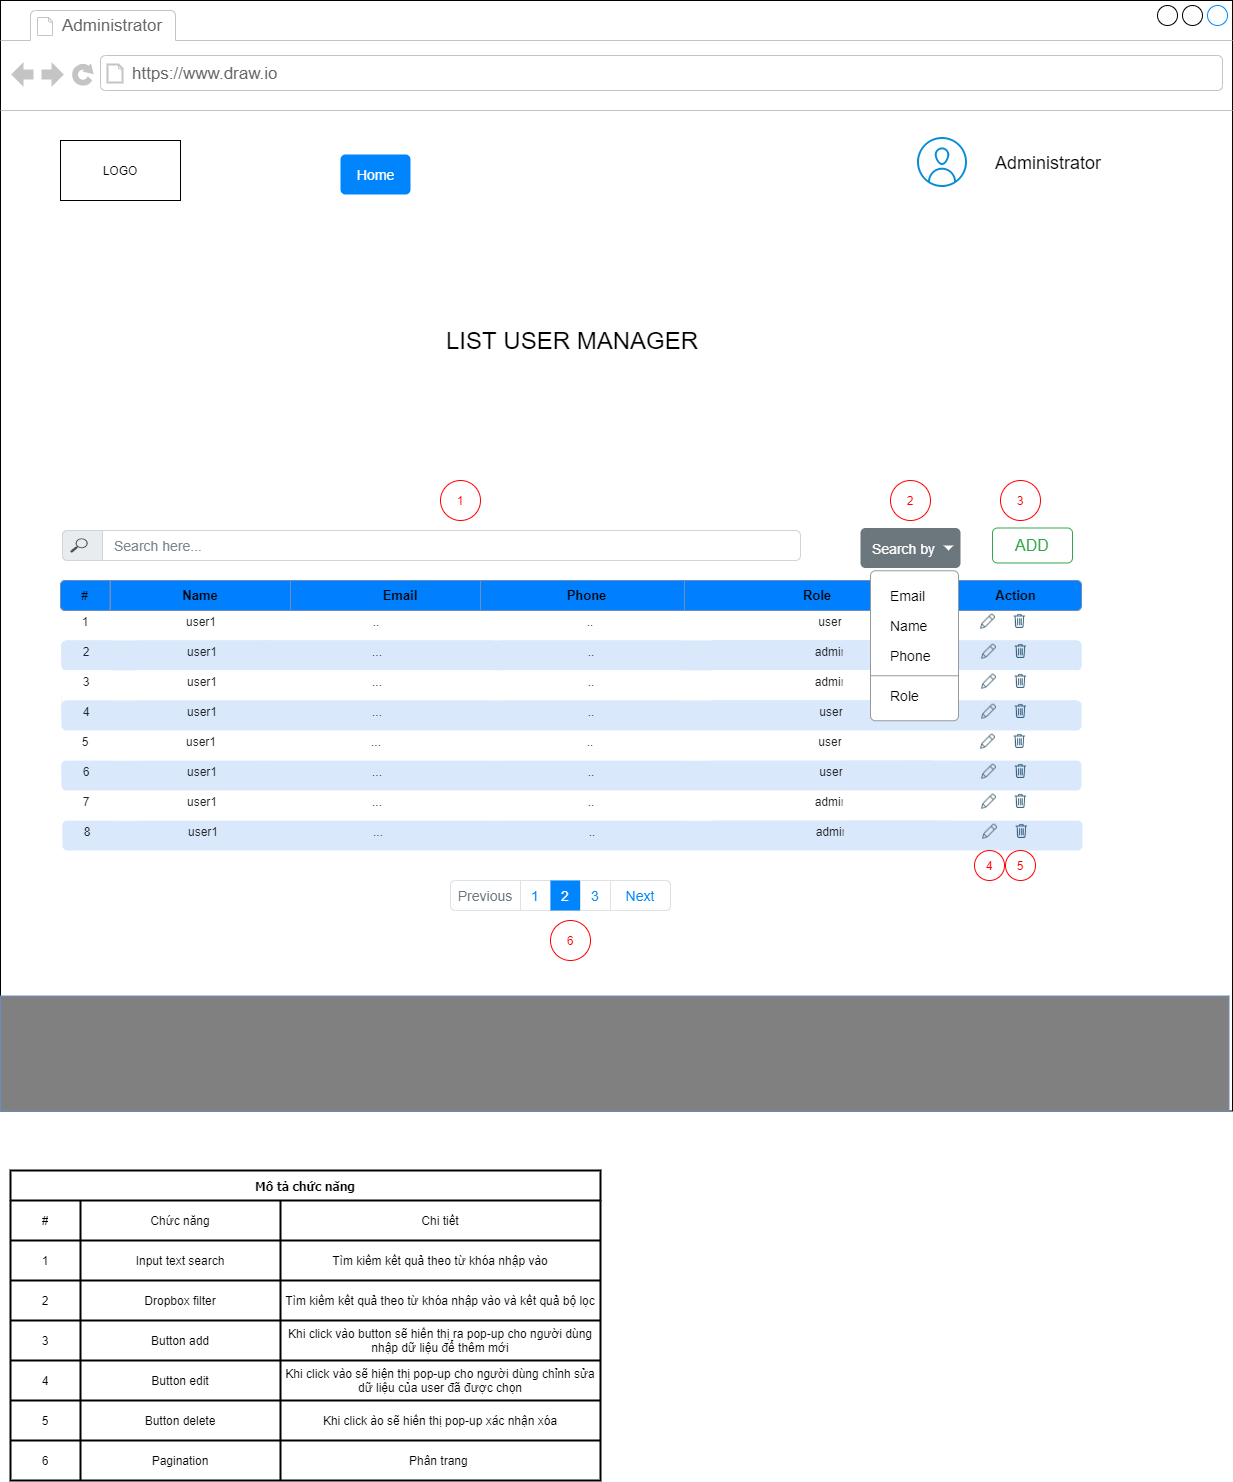 Administrator
https://www.draw.io
LOGO
Home
Administrator
LIST USER MANAGER
1
2
3
Search here...
Search by
ADD
# Name Email Phone Role Action
Email
Name
Phone
Role
1 user1 .. .. user
2 user1 ... .. admin
3 user1 ... .. admin
4 user1 ... .. user
5 user1 ... .. user
6 user1 ... .. user
7 user1 ... .. admin
8 user1 ... .. admin
4 5
Previous 1 2 3 Next
6
Mô tả chức năng
# Chức năng Chi tiết
1 Input text search Tìm kiếm kết quả theo từ khóa nhập vào
2 Dropbox filter Tìm kiếm kết quả theo từ khóa nhập vào và kết quả bộ lọc
3 Button add Khi click vào button sẽ hiển thị ra pop-up cho người dùng
nhập dữ liệu để thêm mới
4 Button edit Khi click vào sẽ hiện thị pop-up cho người dùng chỉnh sửa
dữ liệu của user đã được chọn
5 Button delete Khi click ào sẽ hiển thị pop-up xác nhận xóa
6 Pagination Phân trang